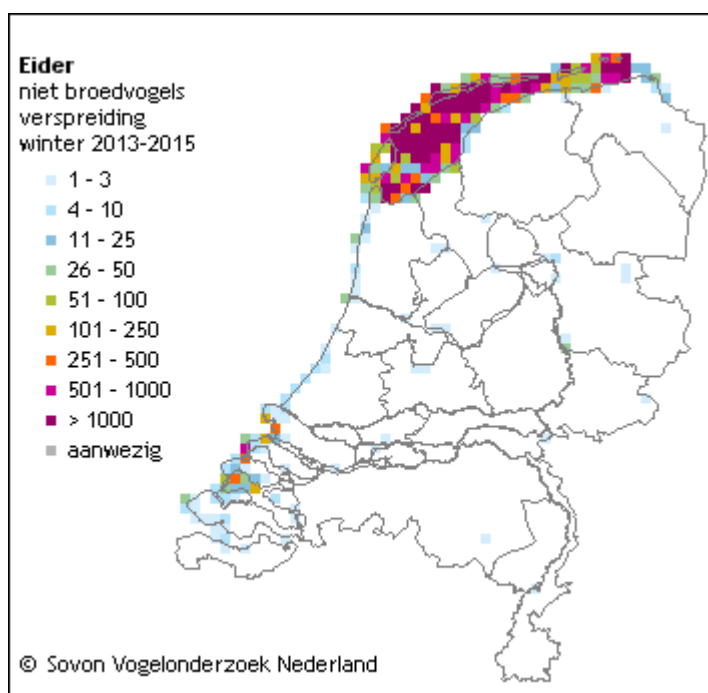 Eider
niet broedvogels
verspreiding
winter 2013-2015
1 - 3
4 - 10
11 - 25
26 - 50
51 - 100
101 - 250
251 - 500
501 - 1000
> 1000
aanwezig
© Sovon Vogelonderzoek Nederland